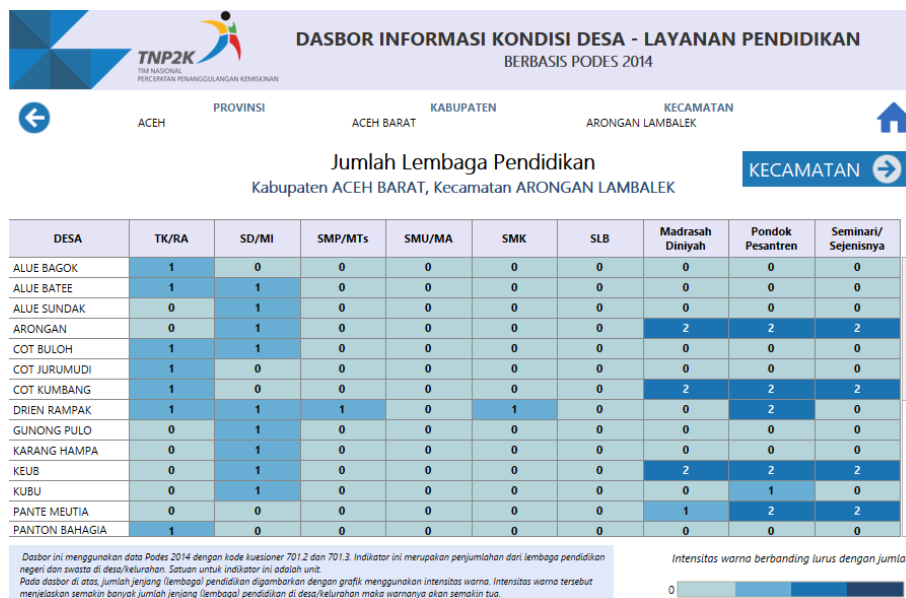 TNP2K
TIM NASIONAL
PERCEPATAN PENANGGULANGAN KEMISKINAN
DASBOR INFORMASI KONDISI DESA - LAYANAN PENDIDIKAN
BERBASIS PODES 2014
PROVINSI KABUPATEN KECAMATAN
ACEH ACEH BARAT ARONGAN LAMBALEK
Jumlah Lembaga Pendidikan
Kabupaten ACEH BARAT, Kecamatan ARONGAN LAMBALEK
KECAMATAN
DESA TK/RA SD/MI SMP/MTs SMU/MA SMK SLB Madrasah Diniyah Pondok Pesantren Seminari/ Sejenisnya
ALUE BAGOK 1 0 0 0 0 0 0 0 0
ALUE BATEE 1 1 0 0 0 0 0 0 0
ALUE SUNDAK 0 1 0 0 0 0 0 0 0
ARONGAN 0 1 0 0 0 0 2 2 2
COT BULOH 1 1 0 0 0 0 0 0 0
COT JURUMUDI 1 0 0 0 0 0 0 0 0
COT KUMBANG 1 0 0 0 0 0 2 2 2
DRIEN RAMPAK 1 1 1 0 1 0 0 2 0
GUNONG PULO 0 1 0 0 0 0 0 0 0
KARANG HAMPA 0 1 0 0 0 0 0 0 0
KEUB 0 1 0 0 0 0 2 2 2
KUBU 0 1 0 0 0 0 0 1 0
PANTE MEUTIA 0 0 0 0 0 0 1 2 2
PANTON BAHAGIA 1 0 0 0 0 0 0 0 0
Dasbor ini menggunakan data Podes 2014 dengan kode kuesioner 701.2 dan 701.3. Indikator ini merupakan penjumlahan dari lembaga pendidikan
negeri dan swasta di desa/kelurahan. Satuan untuk indikator ini adalah unit.
Pada dasbor di atas, jumlah jenjang (lembaga) pendidikan digambarkan dengan grafik menggunakan intensitas warna. Intensitas warna tersebut
menjelaskan semakin banyak jumlah jenjang (lembaga) pendidikan di desa/kelurahan maka warnanya akan semakin tua.
Intensitas warna berbanding lurus dengan jumla
0